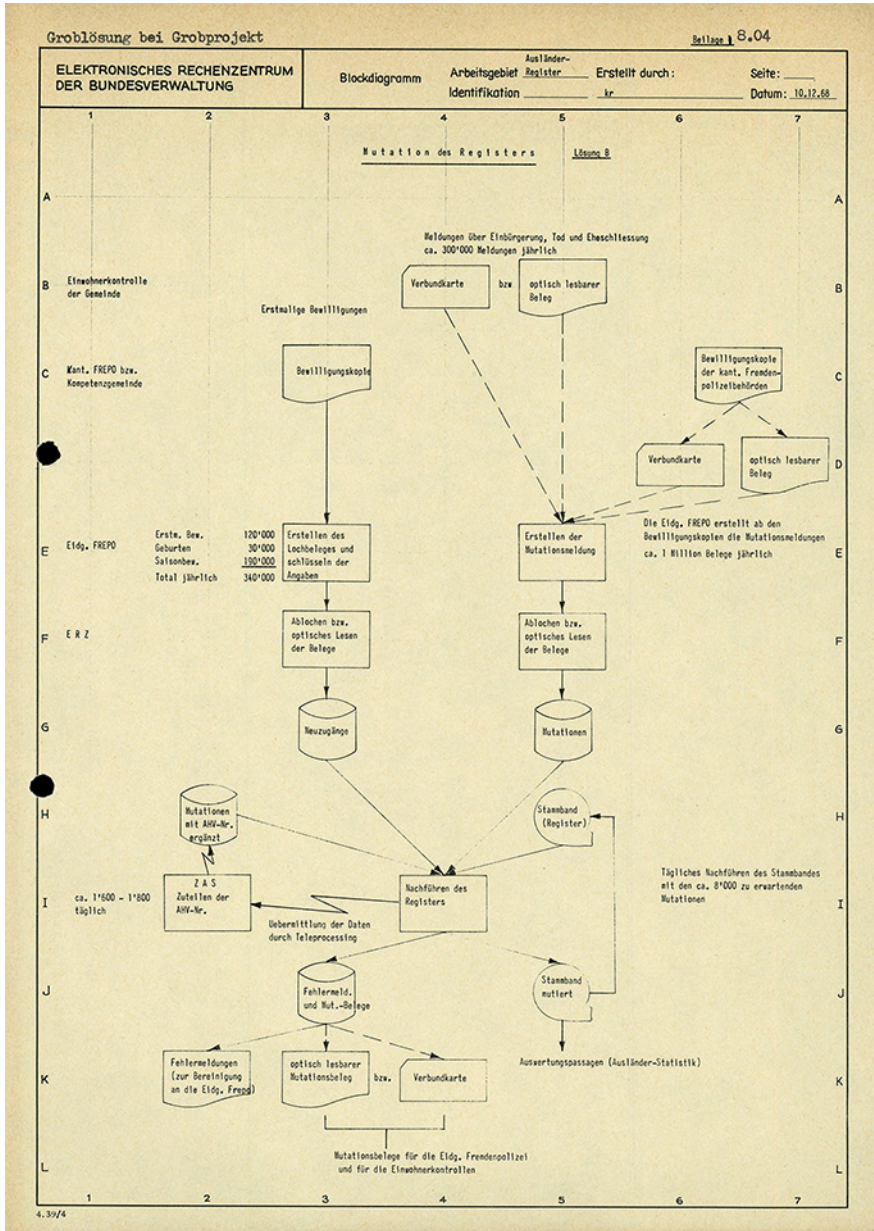 Groblösung bei Grobprojekt
Beilage 8.04
ELEKTRONISCHES RECHENZENTRUM
DER BUNDESVERWALTUNG
Blockdiagramm
Arbeitsgebiet Ausländer-
Register
Identifikation
Erstellt durch:
kr
Seite:
Datum: 10.12.68
1 2 3 4 5 6 7
Mutation des Registers Lösung B
A A
Meldungen über Einbürgerung, Tod und Eheschliessung
ca. 300'000 Meldungen jährlich
B B
Einwohnerkontrolle
der Gemeinde
Verbundkarte bzw optisch lesbarer
Beleg
Erstmalige Bewilligungen
C C
Kant. FREPO bzw.
Kompetenzgemeinde
Bewilligungskopie
Bewilligungskopie
der kant. Fremden-
polizeibehörden
D D
Verbundkarte
optisch lesbarer
Beleg
E E
Eidg. FREPO
Erstm. Bew. 120'000
Geburten 30'000
Saisonbew. 190'000
Total jährlich 340'000
Erstellen des
Lochbeleges und
schlüsseln der
Angaben
Erstellen der
Mutationsmeldung
Die Eidg. FREPO erstellt ab den
Bewilligungskopien die Mutationsmeldungen
ca. 1 Million Belege jährlich
F F
E R Z
Ablochen bzw.
optisches Lesen
der Belege
Ablochen bzw.
optisches Lesen
der Belege
G G
Neuzugänge
Mutationen
H H
Mutationen
mit AHV-Nr.
ergänzt
Stammband
(Register)
I I
ca. 1'600 - 1'800
täglich
Z A S
Zuteilen der
AHV-Nr.
Nachführen des
Registers
Tägliches Nachführen des Stammbandes
mit den ca. 8'000 zu erwartenden
Mutationen
Uebermittlung der Daten
durch Teleprocessing
J J
Fehlermeld.
und Mut.-Belege
Stammband
mutiert
Auswertungspassagen (Ausländer-Statistik)
K K
Fehlermeldungen
(zur Bereinigung
an die Eidg. Frepo)
optisch lesbarer
Mutationsbeleg
bzw.
Verbundkarte
Mutationsbelege für die Eidg. Fremdenpolizei
und für die Einwohnerkontrollen
L L
1 2 3 4 5 6 7
4.39/4